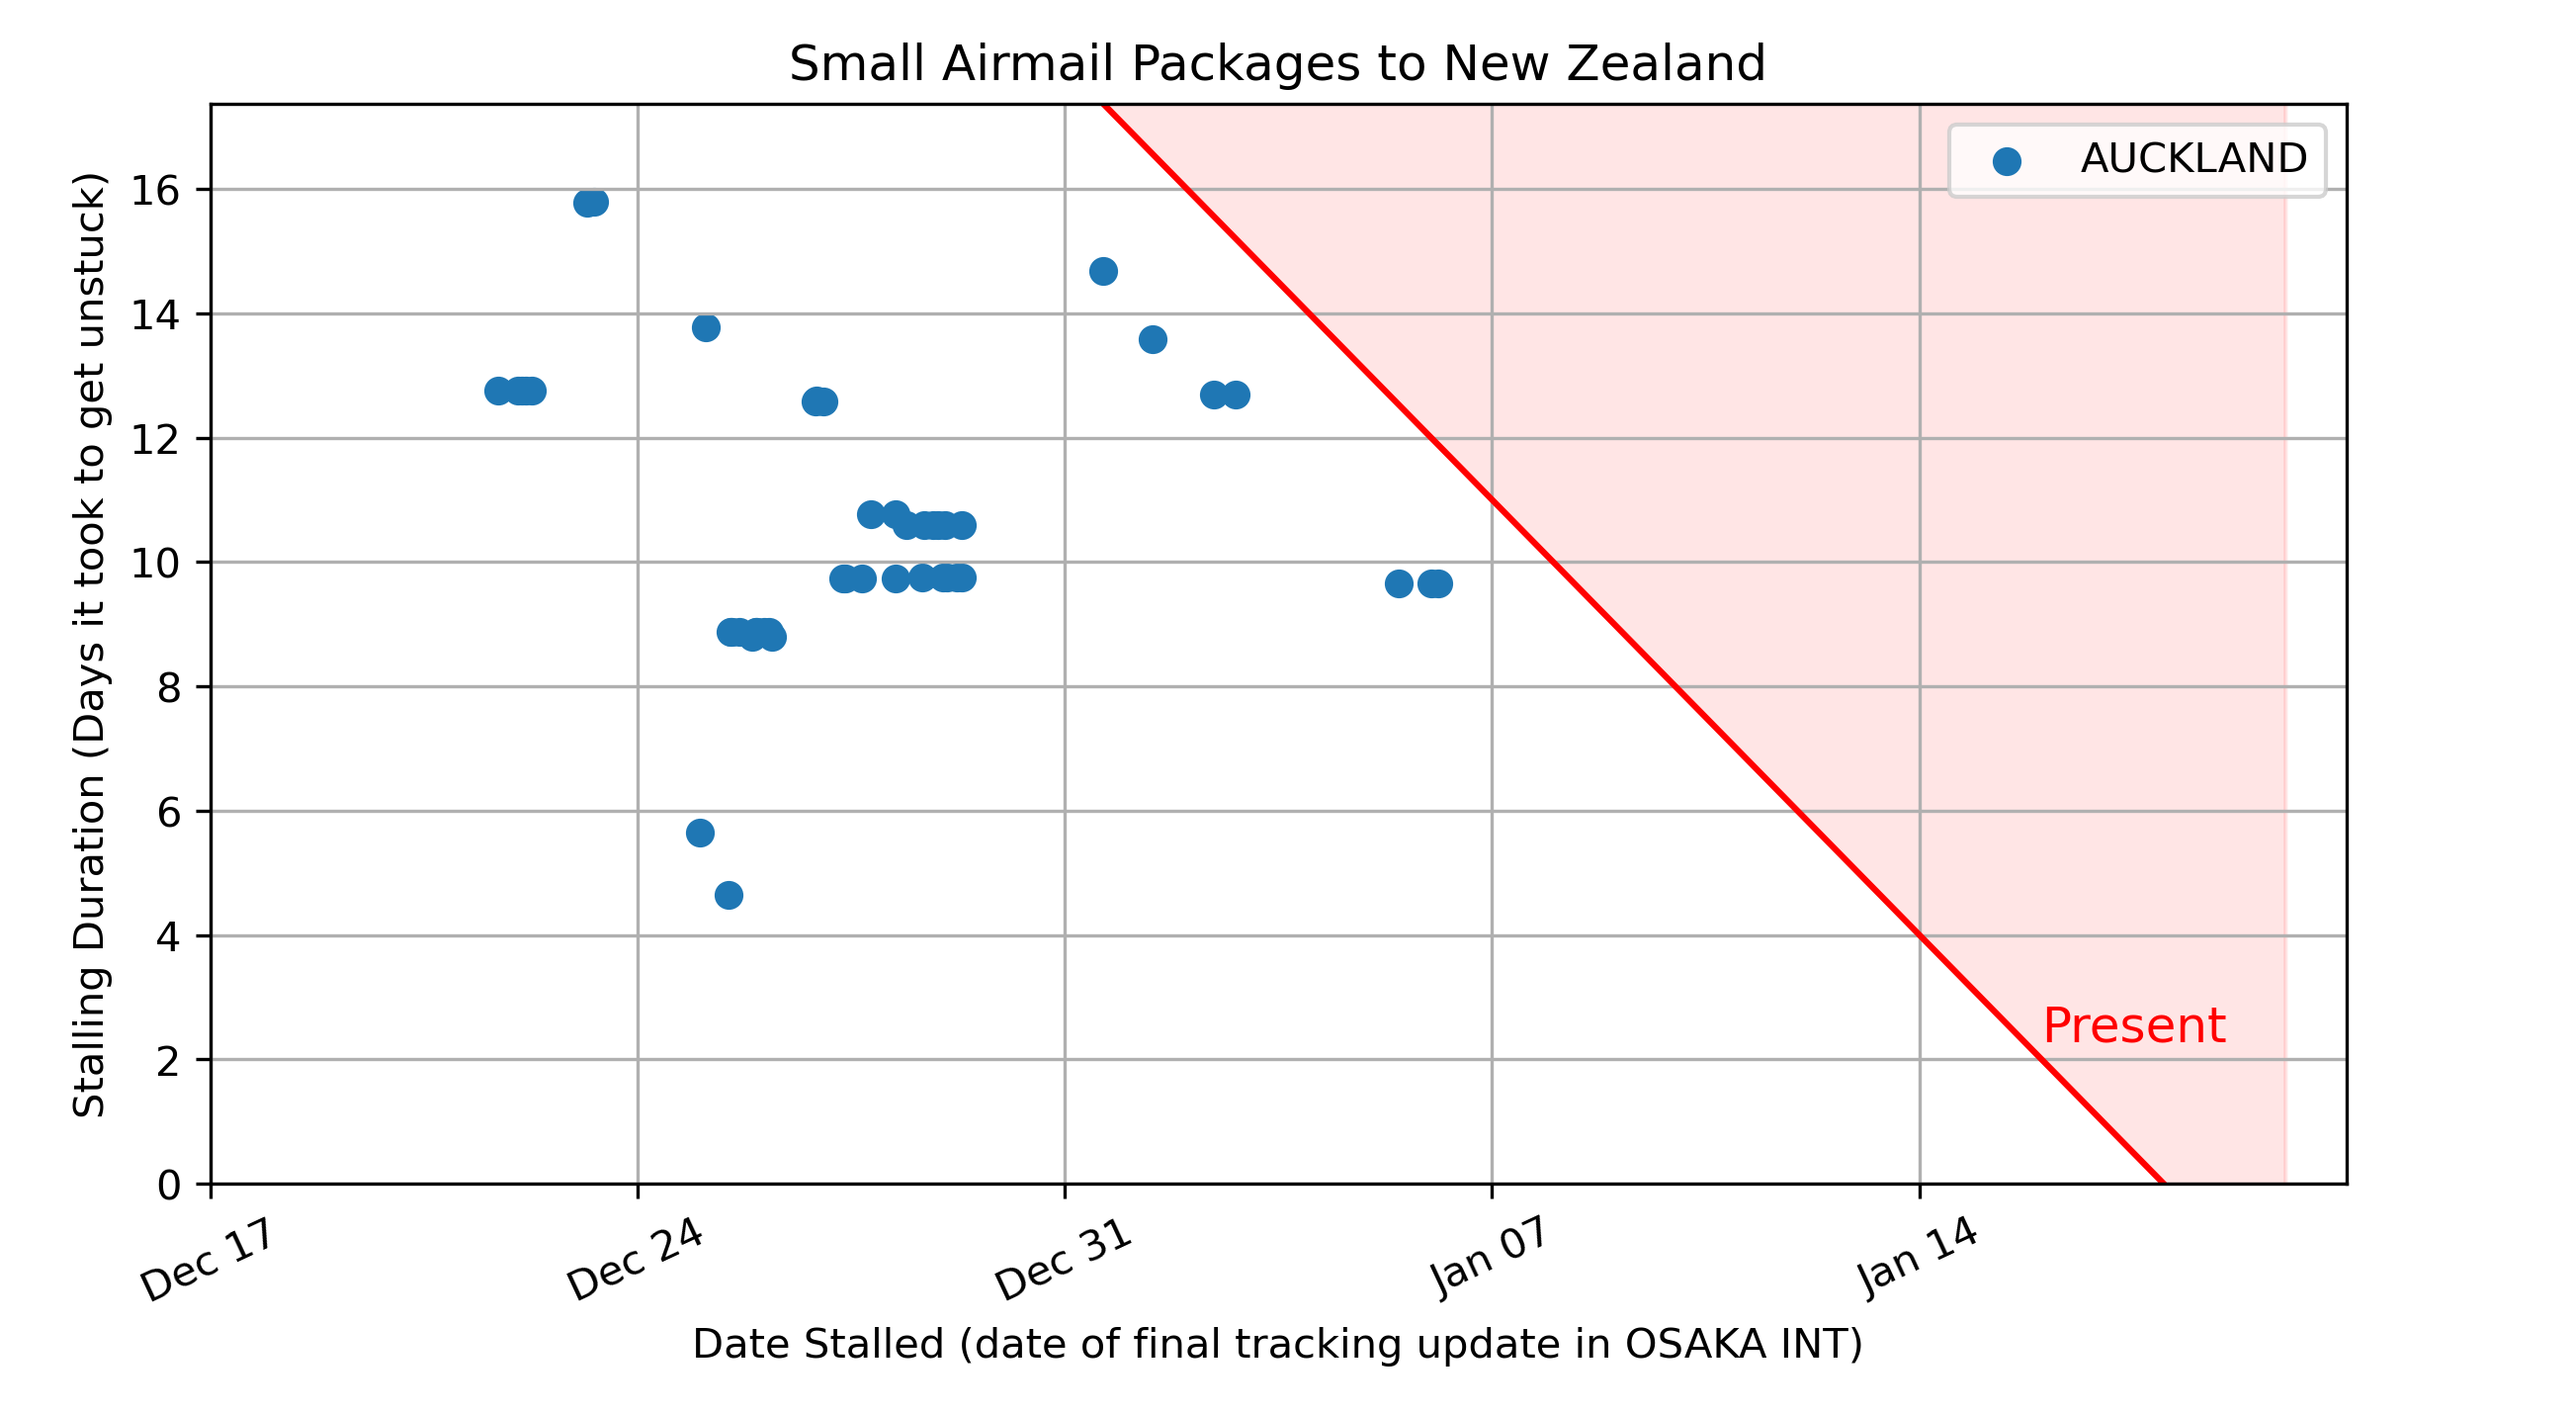 Small Airmail Packages to New Zealand
AUCKLAND
Stalling Duration (Days it took to get unstuck)
16
14
12
10
8
6
4
2
0
Present
Dec 17
Dec 24
Dec 31
Jan 07
Jan 14
Date Stalled (date of final tracking update in OSAKA INT)